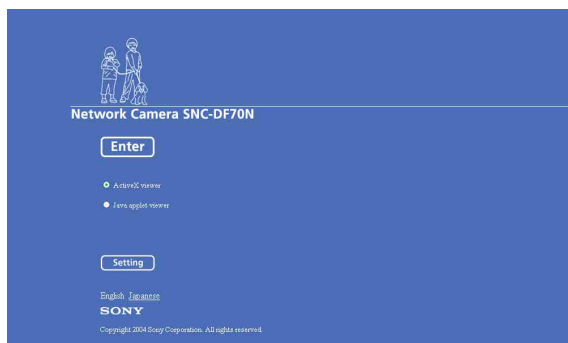 Network Camera SNC-DF70N
Enter
ActiveX viewer
Java applet viewer
Setting
English Japanese
SONY
Copyright 2004 Sony Corporation. All rights reserved.